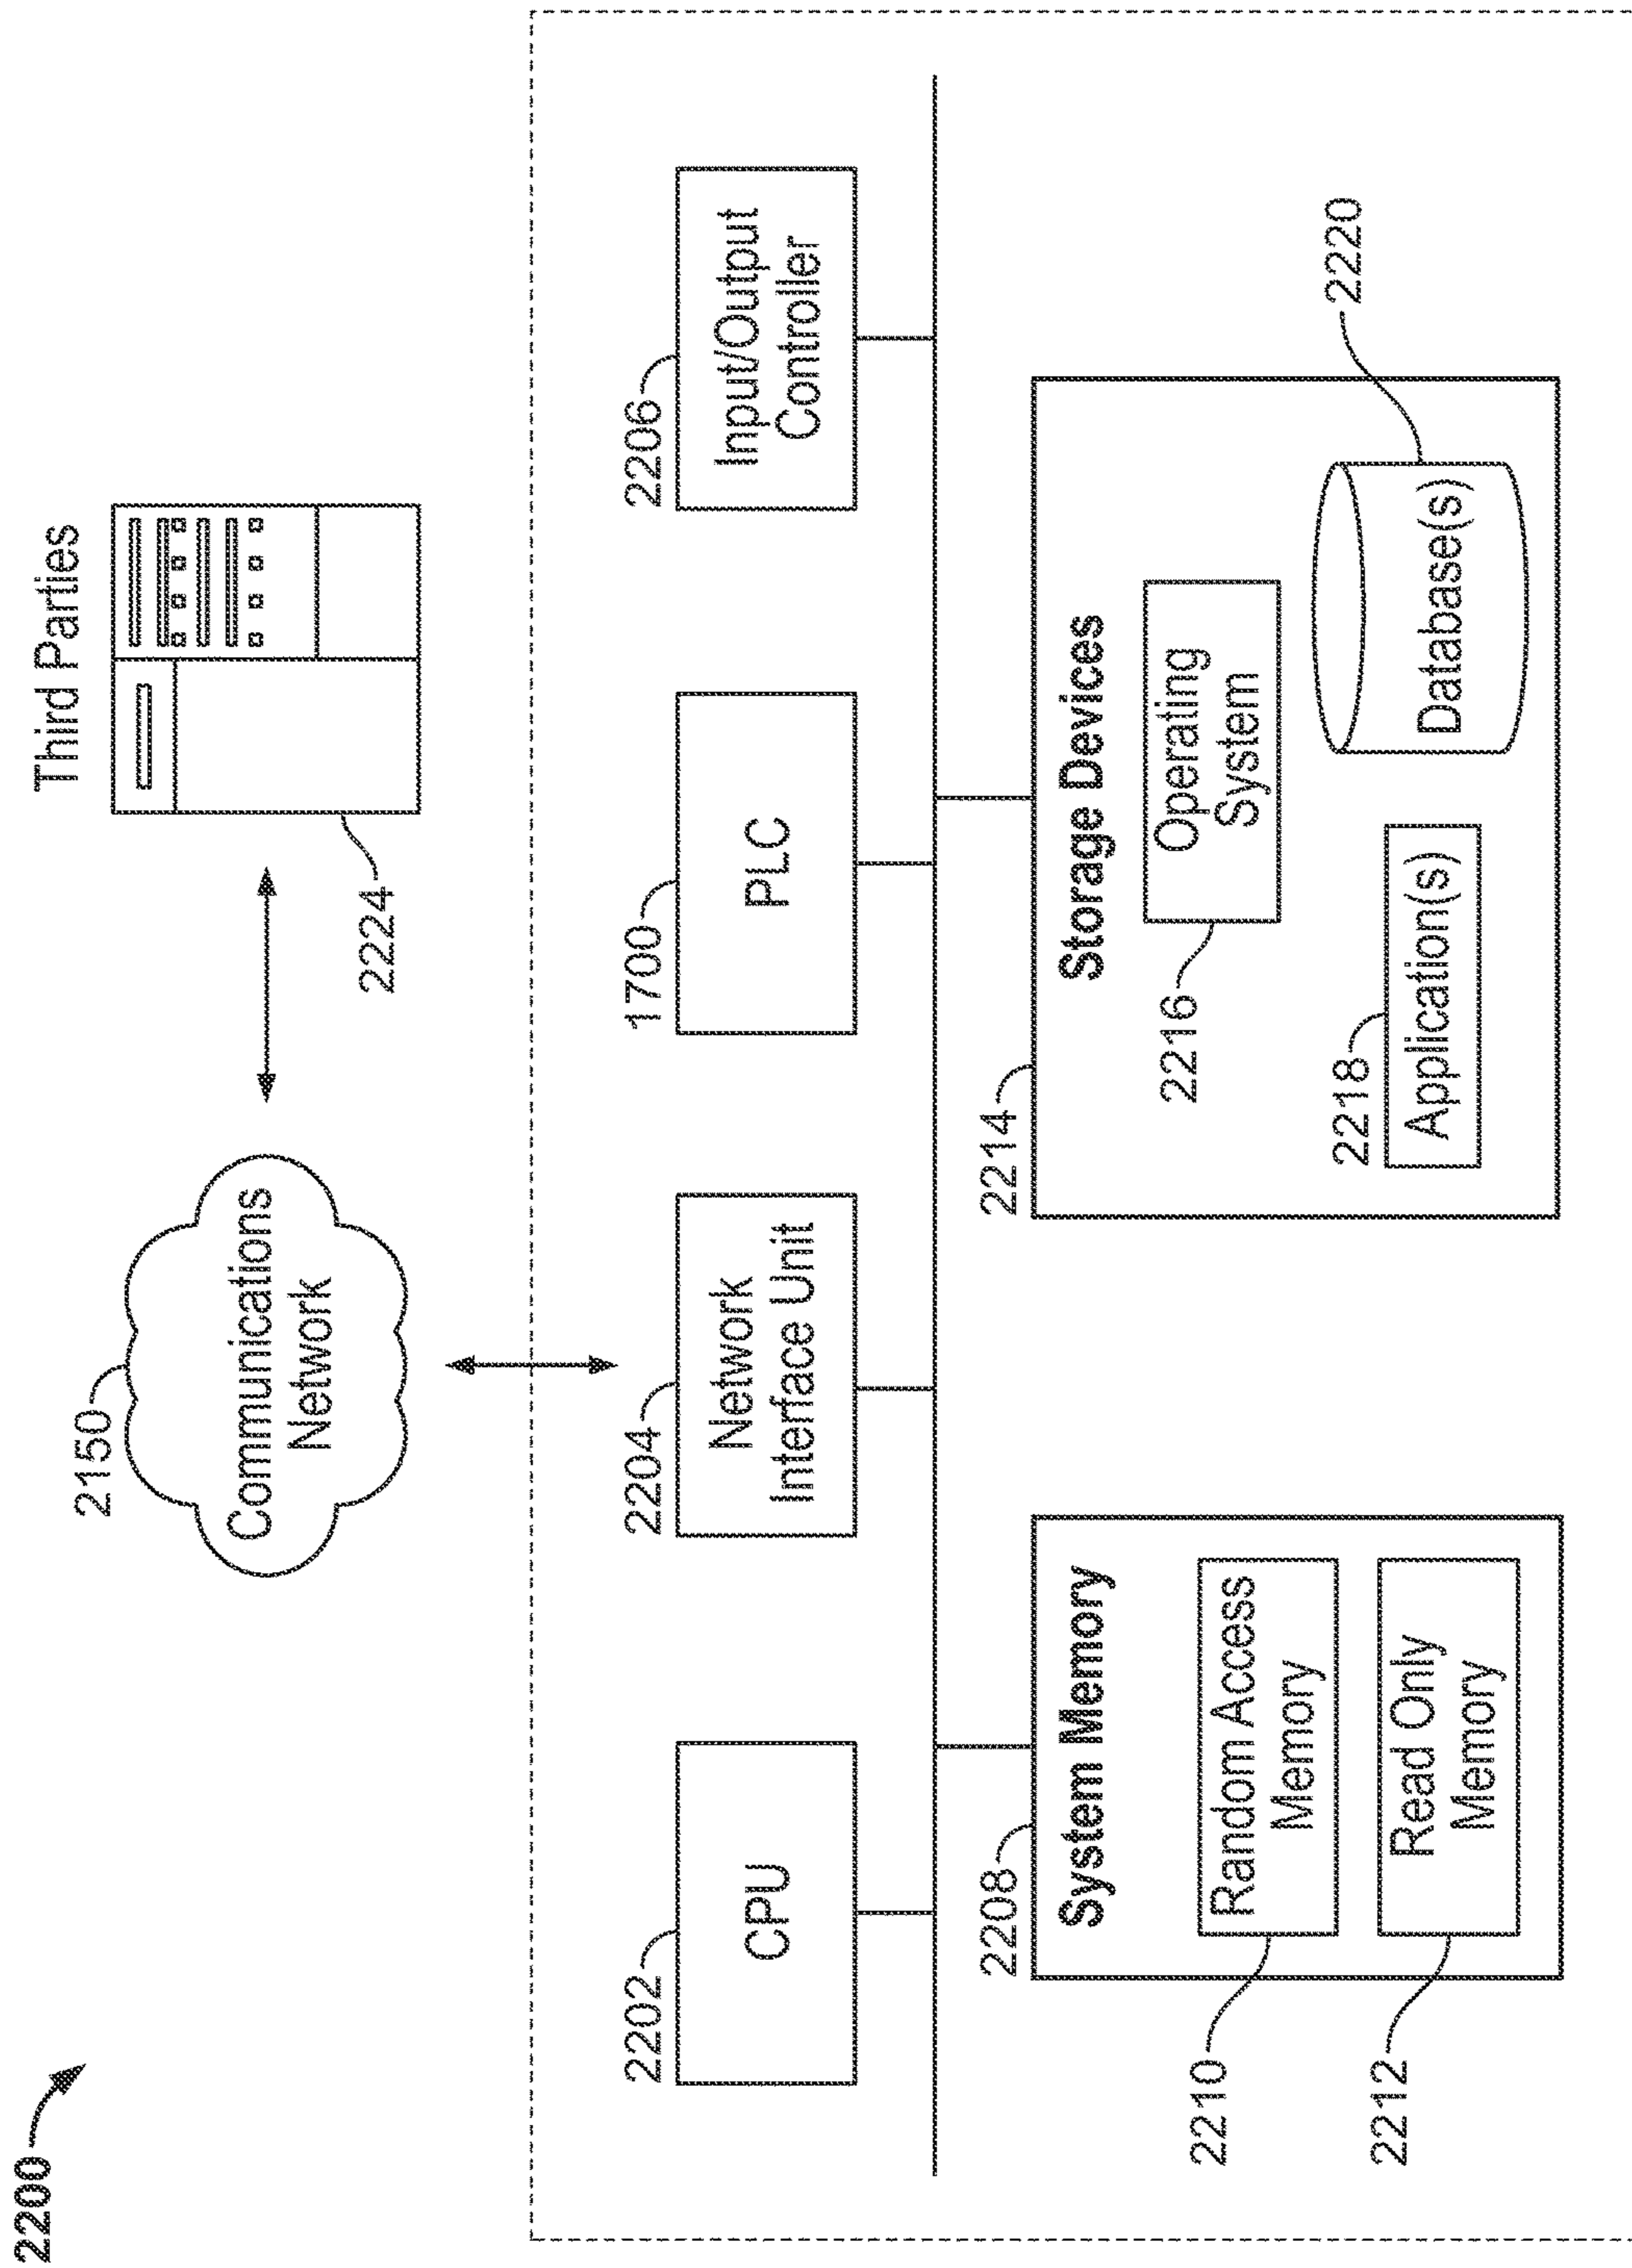 2200
Third Parties
2150
Communications
Network
2224
2202
CPU
2204
Network
Interface Unit
1700
PLC
2206
Input/Output
Controller
2208
System Memory
2210
Random Access
Memory
2212
Read Only
Memory
2214
Storage Devices
2216
Operating
System
2218
Application(s)
Database(s)
2220